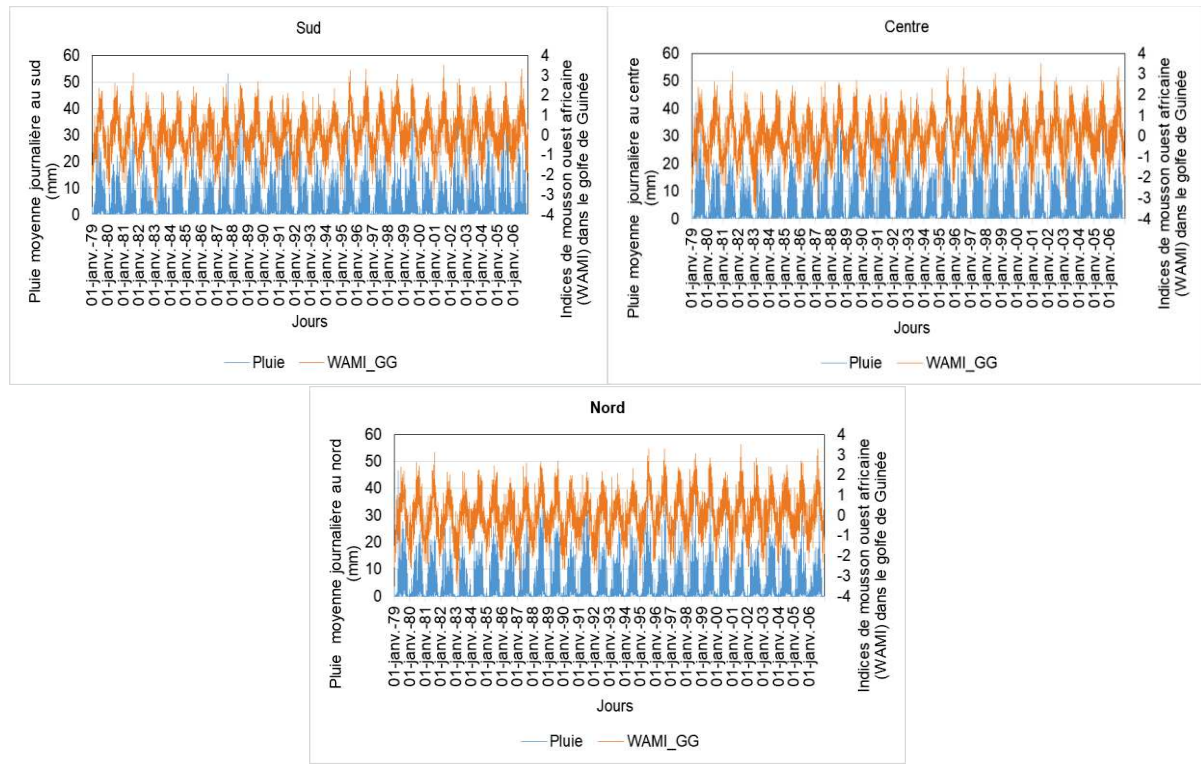 Sud
60
50
40
30
20
10
0
4
3
2
1
0
-1
-2
-3
-4
Pluie moyenne journalière au sud
(mm)
Indices de mousson ouest africaine
(WAMI) dans le golfe de Guinée
01-janv.-79
01-janv.-80
01-janv.-81
01-janv.-82
01-janv.-83
01-janv.-84
01-janv.-85
01-janv.-86
01-janv.-87
01-janv.-88
01-janv.-89
01-janv.-90
01-janv.-91
01-janv.-92
01-janv.-93
01-janv.-94
01-janv.-95
01-janv.-96
01-janv.-97
01-janv.-98
01-janv.-99
01-janv.-00
01-janv.-01
01-janv.-02
01-janv.-03
01-janv.-04
01-janv.-05
01-janv.-06
Jours
Pluie WAMI_GG
Centre
60
50
40
30
20
10
0
4
3
2
1
0
-1
-2
-3
-4
Pluie moyenne journalière au centre
(mm)
Indices de mousson ouest africaine
(WAMI) dans le golfe de Guinée
01-janv.-79
01-janv.-80
01-janv.-81
01-janv.-82
01-janv.-83
01-janv.-84
01-janv.-85
01-janv.-86
01-janv.-87
01-janv.-88
01-janv.-89
01-janv.-90
01-janv.-91
01-janv.-92
01-janv.-93
01-janv.-94
01-janv.-95
01-janv.-96
01-janv.-97
01-janv.-98
01-janv.-99
01-janv.-00
01-janv.-01
01-janv.-02
01-janv.-03
01-janv.-04
01-janv.-05
01-janv.-06
Jours
Pluie WAMI_GG
Nord
60
50
40
30
20
10
0
4
3
2
1
0
-1
-2
-3
-4
Pluie moyenne journalière au nord
(mm)
Indices de mousson ouest africaine
(WAMI) dans le golfe de Guinée
01-janv.-79
01-janv.-80
01-janv.-81
01-janv.-82
01-janv.-83
01-janv.-84
01-janv.-85
01-janv.-86
01-janv.-87
01-janv.-88
01-janv.-89
01-janv.-90
01-janv.-91
01-janv.-92
01-janv.-93
01-janv.-94
01-janv.-95
01-janv.-96
01-janv.-97
01-janv.-98
01-janv.-99
01-janv.-00
01-janv.-01
01-janv.-02
01-janv.-03
01-janv.-04
01-janv.-05
01-janv.-06
Jours
Pluie WAMI_GG